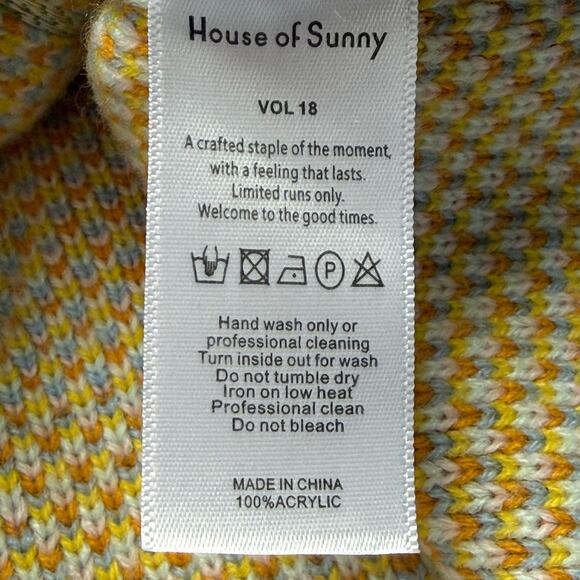 House of Sunny
VOL 18
A crafted staple of the moment,
with a feeling that lasts.
Limited runs only.
Welcome to the good times.
P
Hand wash only or
professional cleaning
Turn inside out for wash
Do not tumble dry
Iron on low heat
Professional clean
Do not bleach
MADE IN CHINA
100%ACRYLIC